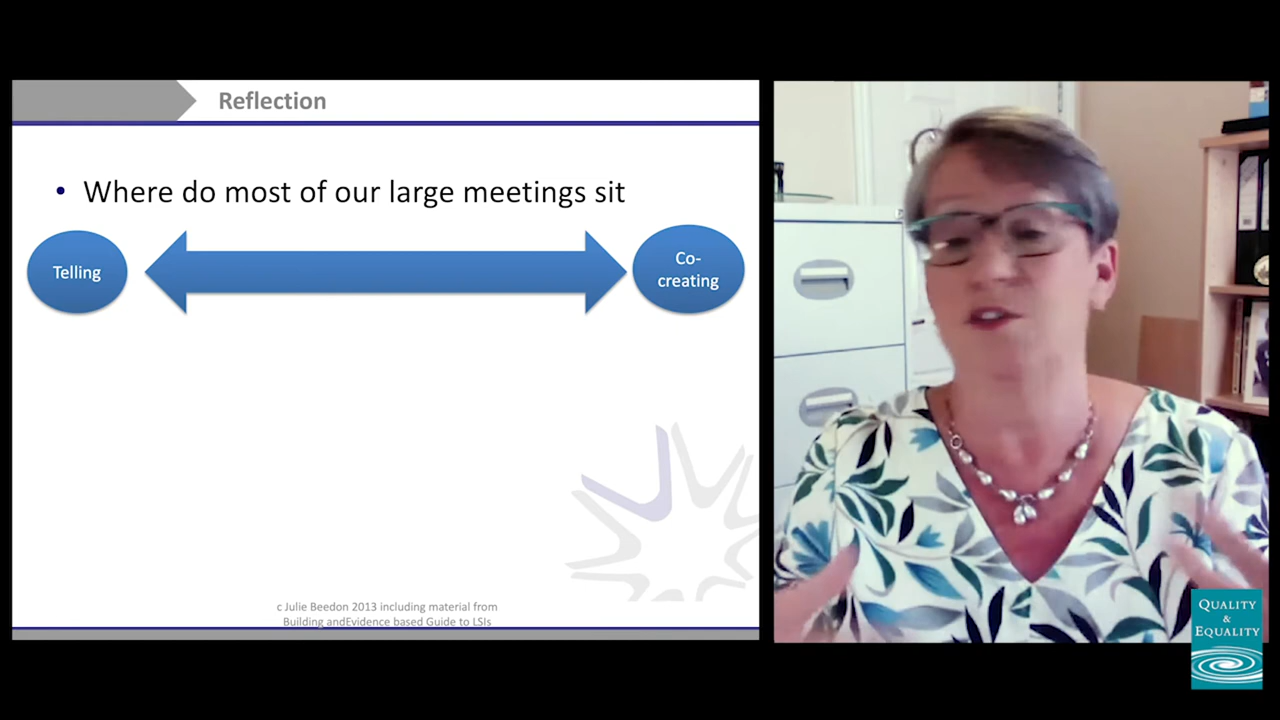 Reflection
• Where do most of our large meetings sit
Telling
Co-
creating
c Julie Beedon 2013 including material from
Building andEvidence based Guide to LSIs
QUALITY
&
EQUALITY